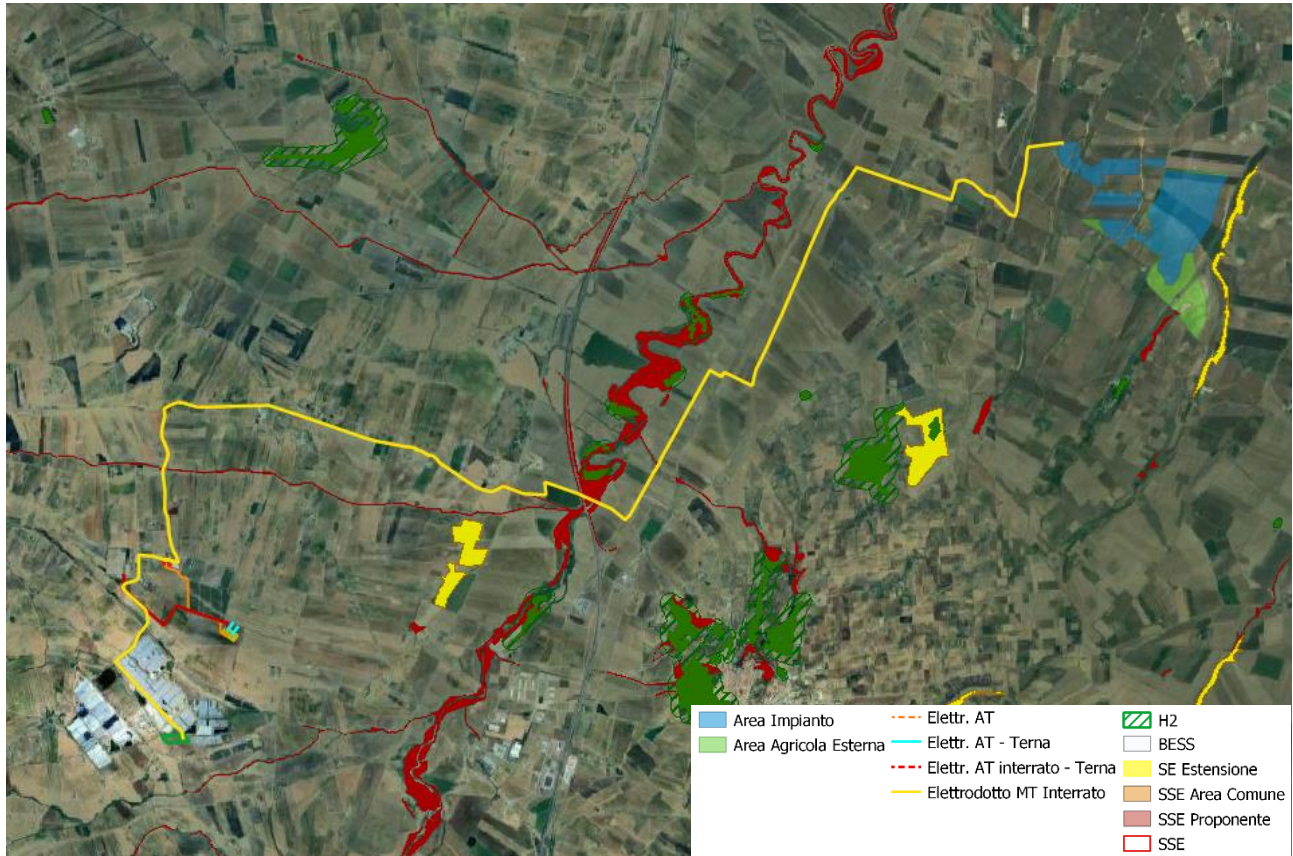 Area Impianto
Area Agricola Esterna
Elettr. AT
Elettr. AT - Terna
Elettr. AT interrato - Terna
Elettrodotto MT Interrato
H2
BESS
SE Estensione
SSE Area Comune
SSE Proponente
SSE